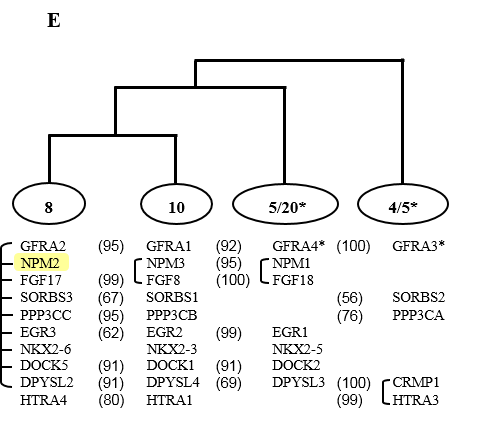 E
8 10 5/20* 4/5*
GFRA2 (95) GFRA1 (92) GFRA4* (100) GFRA3*
NPM2 NPM3 (95) NPM1
FGF17 (99) FGF8 (100) FGF18
SORBS3 (67) SORBS1 (56) SORBS2
PPP3CC (95) PPP3CB (76) PPP3CA
EGR3 (62) EGR2 (99) EGR1
NKX2-6 NKX2-3 NKX2-5
DOCK5 (91) DOCK1 (91) DOCK2
DPYSL2 (91) DPYSL4 (69) DPYSL3 (100) CRMP1
HTRA4 (80) HTRA1 (99) HTRA3